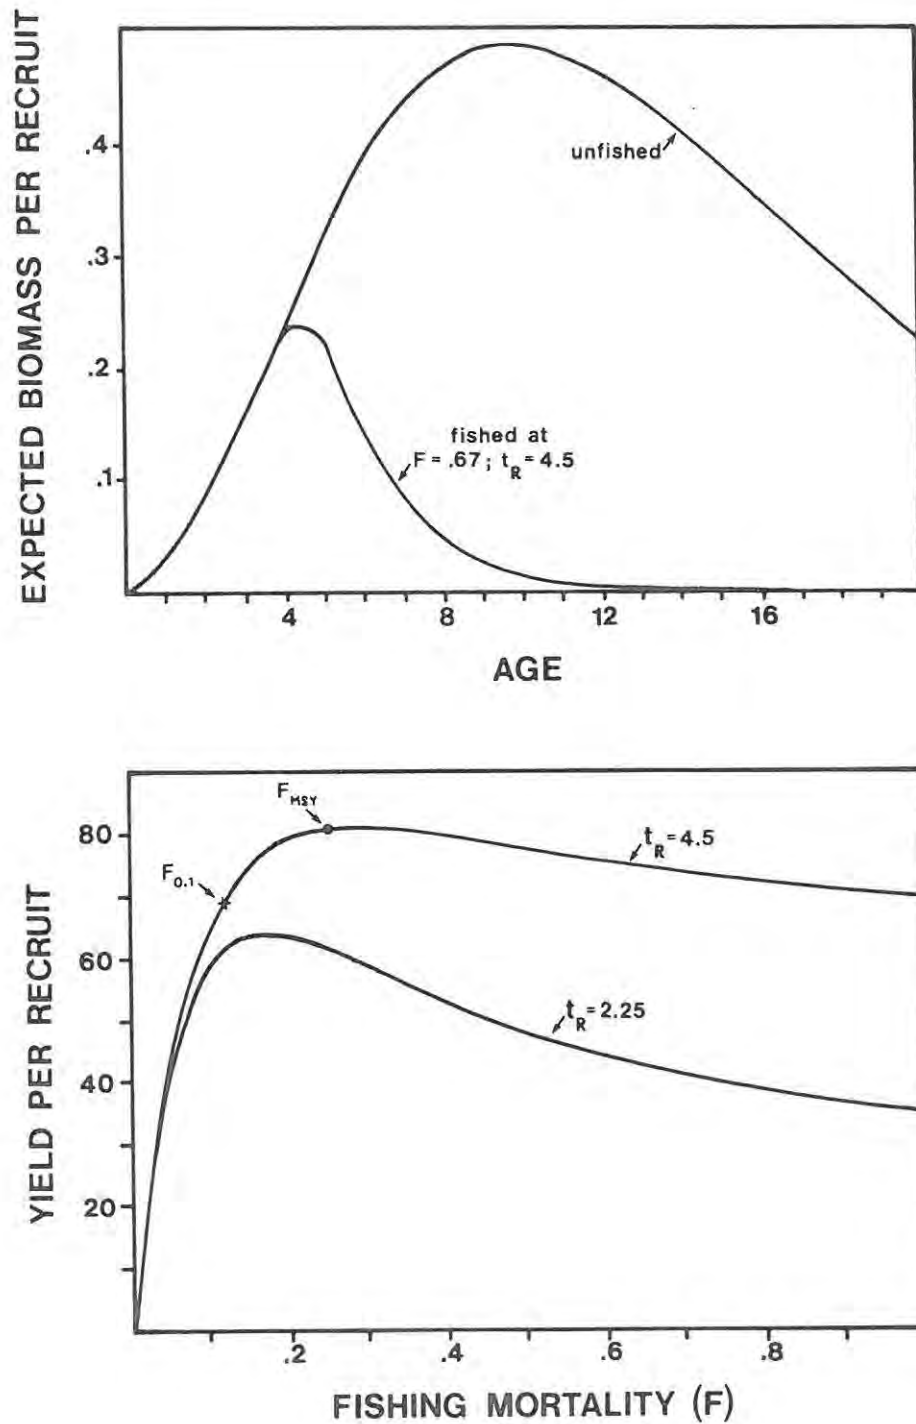 EXPECTED BIOMASS PER RECRUIT
.4
.3
.2
.1
unfished
fished at
F = .67 ; tR = 4.5
4
8
12
16
AGE
YIELD PER RECRUIT
80
60
40
20
FMSY
F0.1
tR = 4.5
tR = 2.25
.2
.4
.6
.8
FISHING MORTALITY (F)